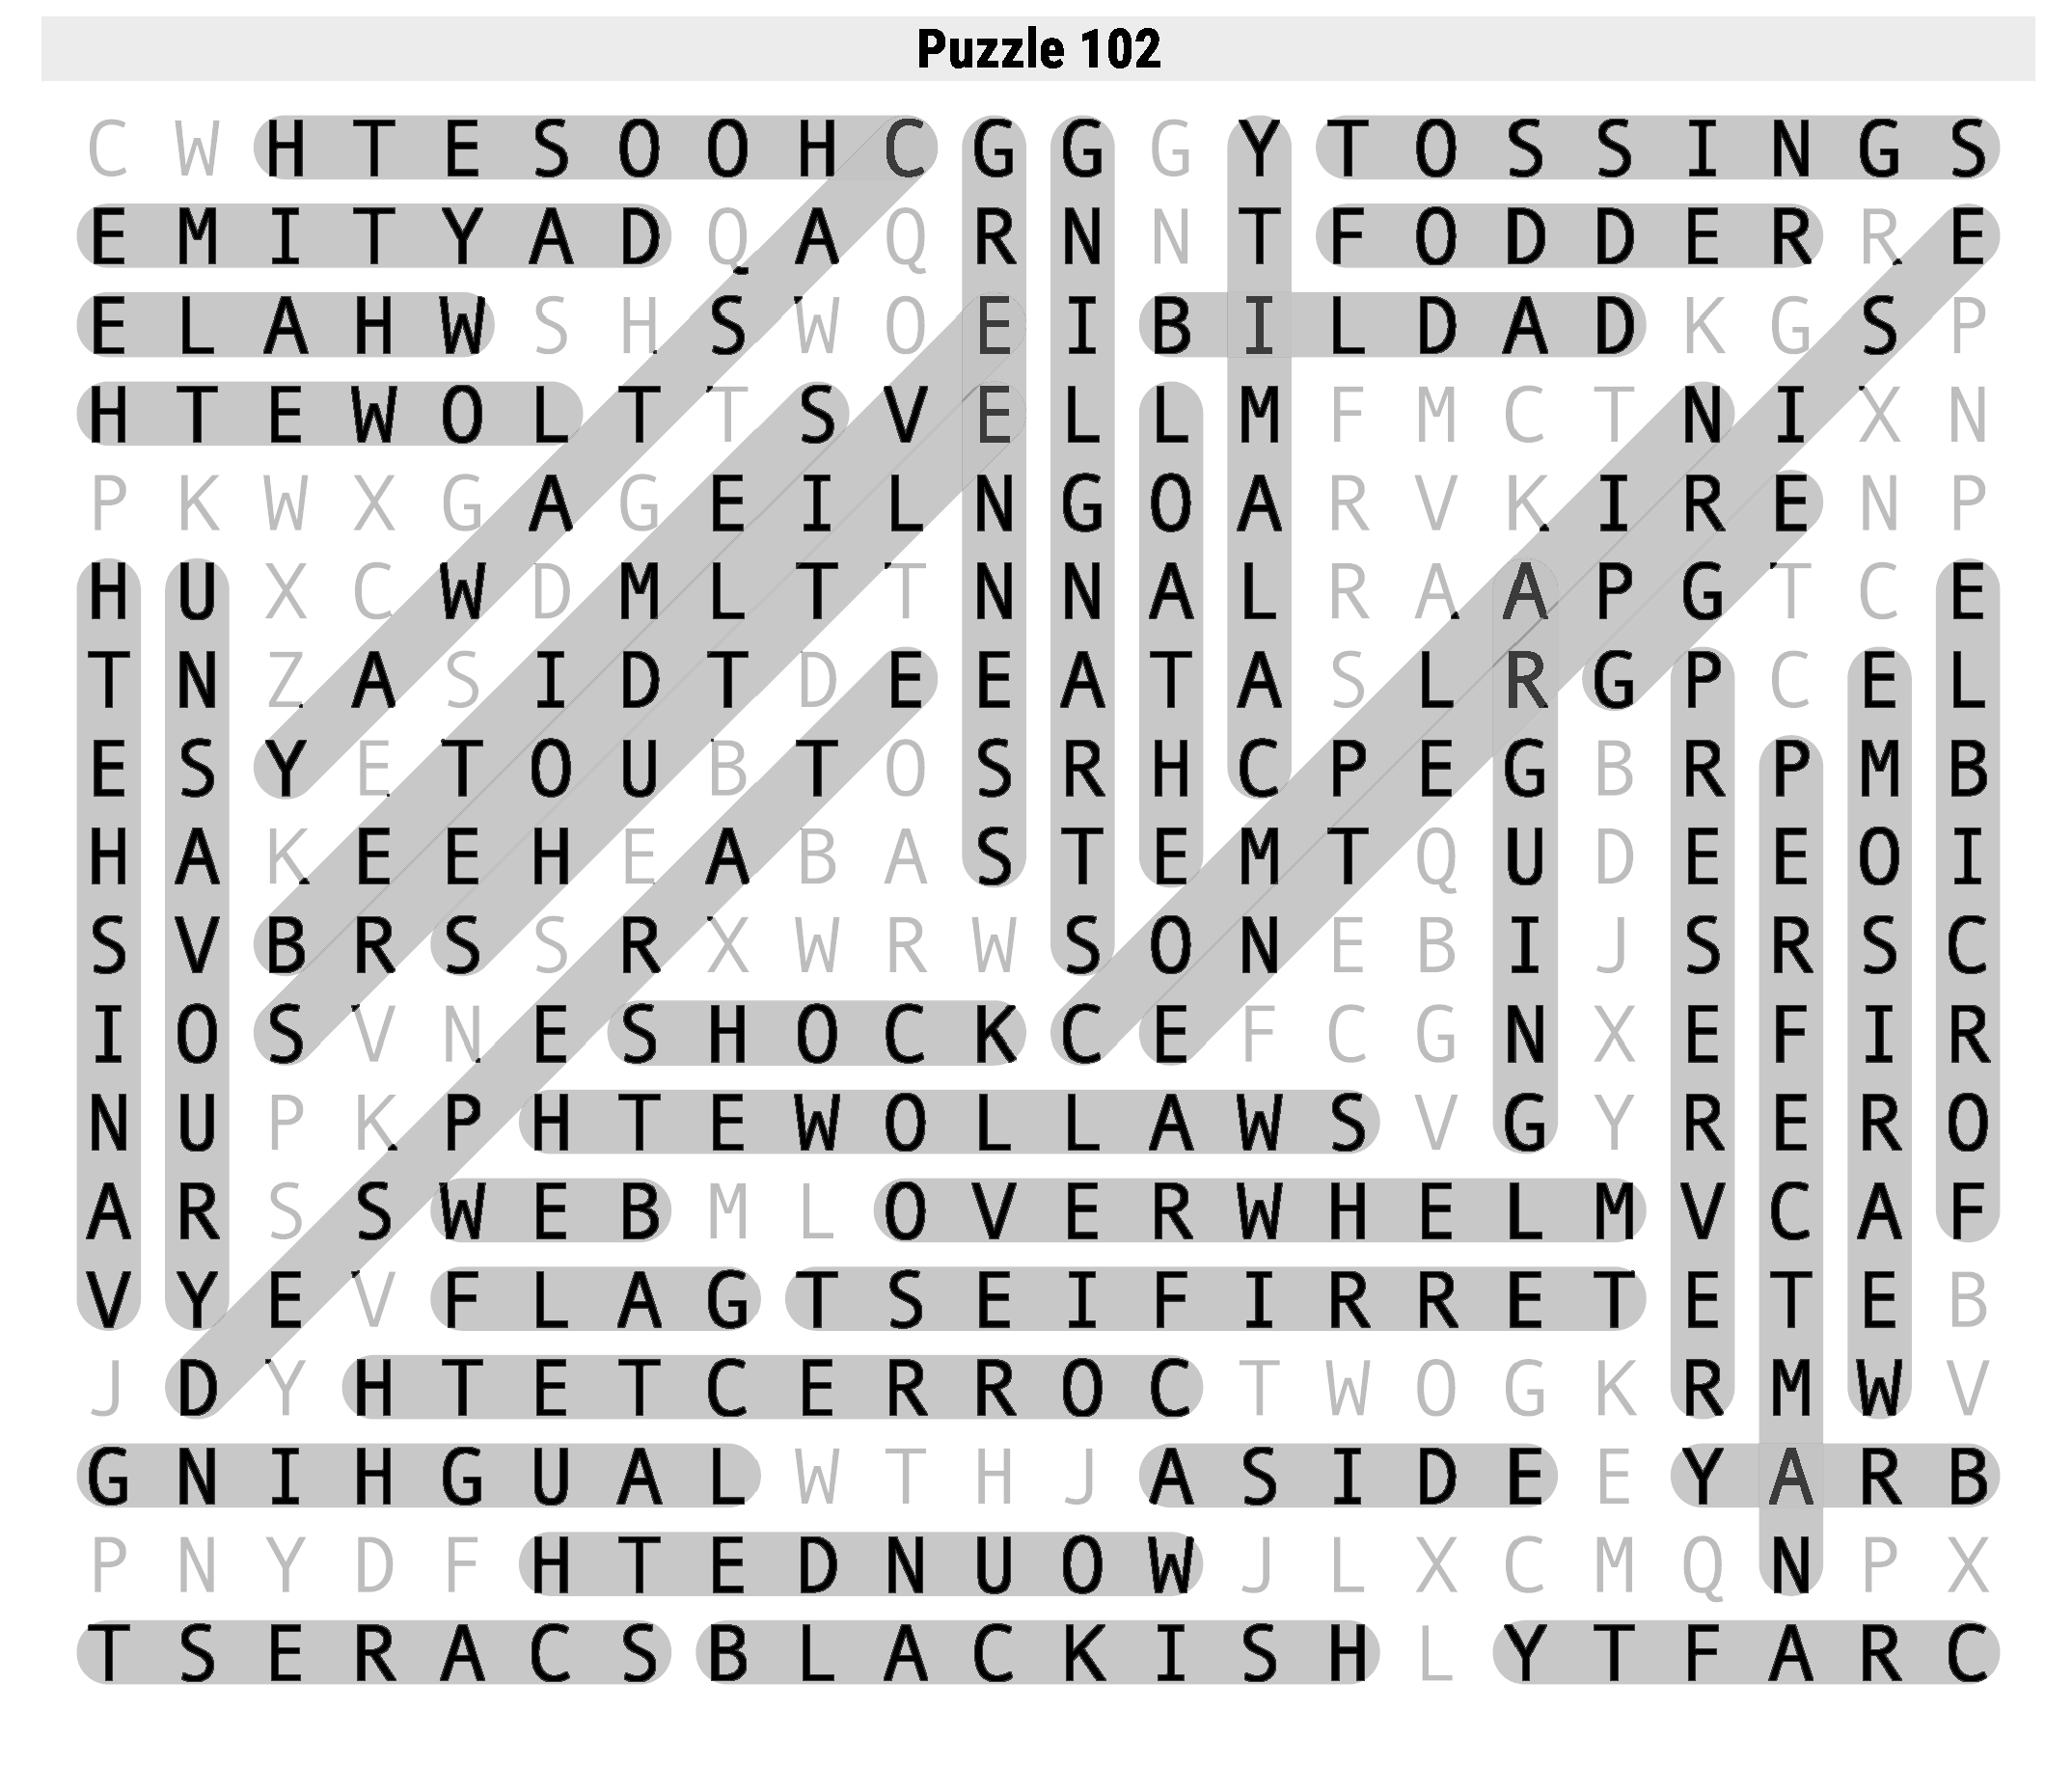 Puzzle 102
C W H T E S O O H C G G G Y T O S S I N G S
E M I T Y A D Q A Q R N N T F O D D E R R E
E L A H W S H S W O E I B I L D A D K G S P
H T E W O L T T S V E L L M F M C T N I X N
P K W X G A G E I L N G O A R V K I R E N P
H U X C W D M L T T N N A L R A A P G T C E
T N Z A S I D T D E E A T A S L R G P C E L
E S Y E T O U B T O S R H C P E G B R P M B
H A K E E H E A B A S T E M T Q U D E E O I
S V B R S S R X W R W S O N E B I J S R S C
I O S V N E S H O C K C E F C G N X E F I R
N U P K P H T E W O L L A W S V G Y R E R O
A R S S W E B M L O V E R W H E L M V C A F
V Y E V F L A G T S E I F I R R E T E T E B
J D Y H T E T C E R R O C T W O G K R M W V
G N I H G U A L W T H J A S I D E E Y A R B
P N Y D F H T E D N U O W J L X C M Q N P X
T S E R A C S B L A C K I S H L Y T F A R C